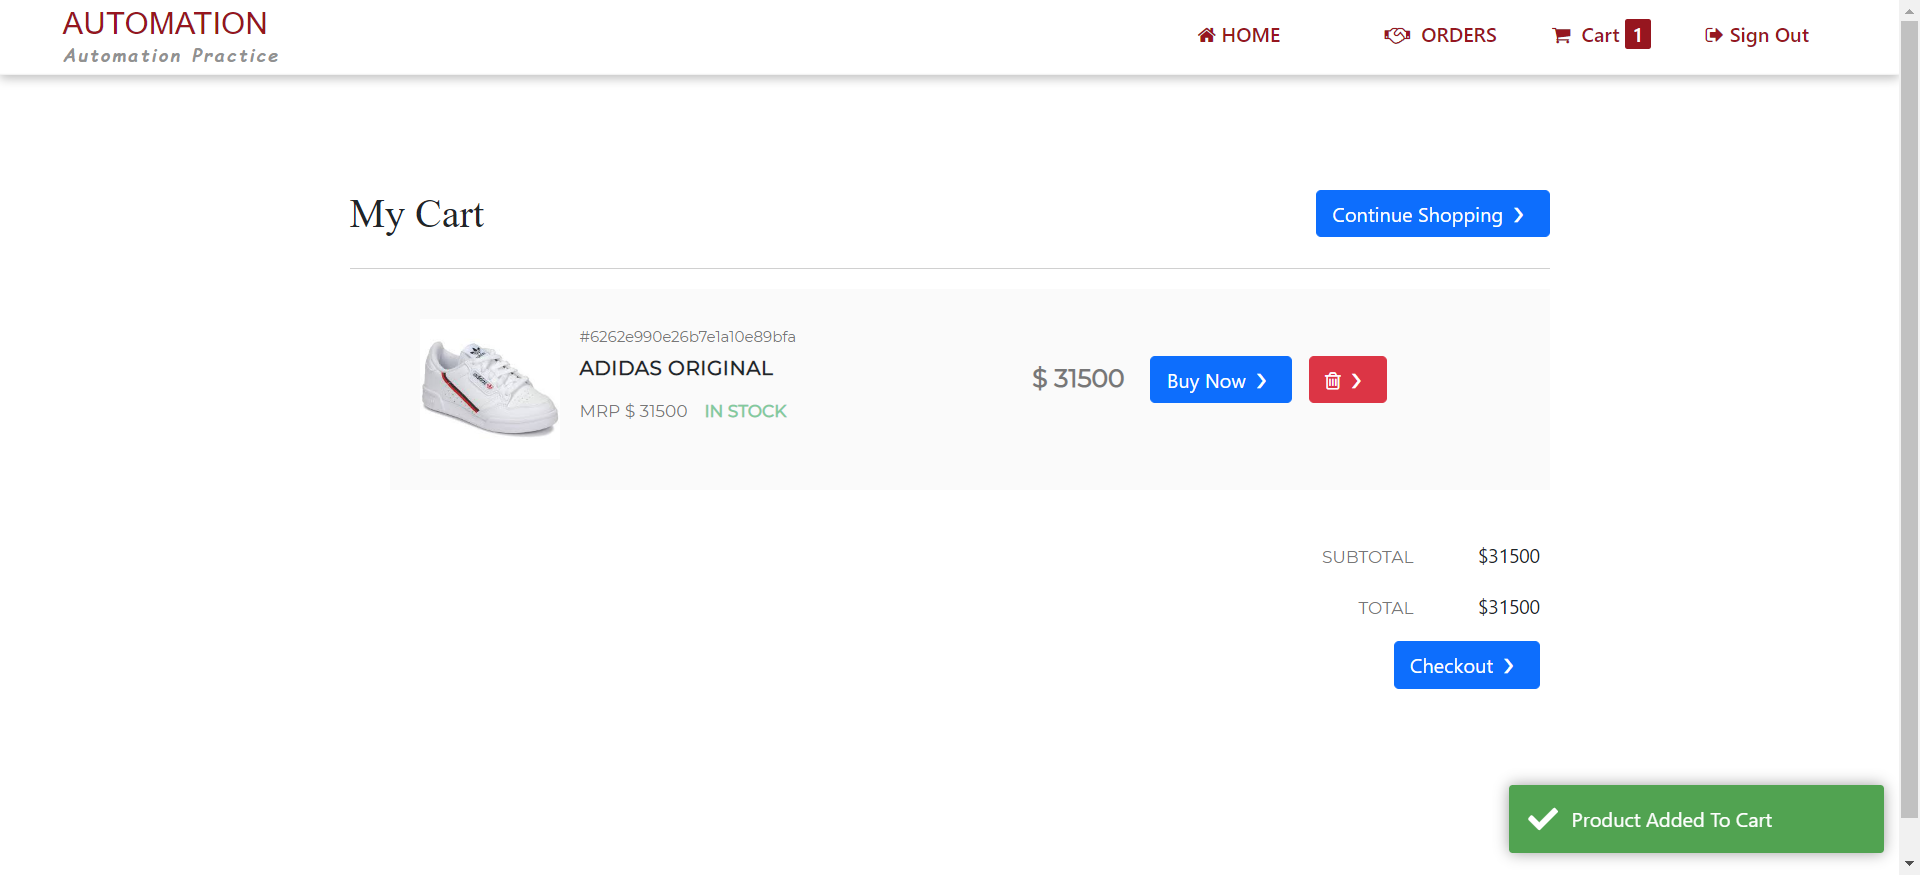 AUTOMATION
Automation Practice
HOME
ORDERS
Cart 1
Sign Out
My Cart
Continue Shopping ❯
#6262e990e26b7e1a10e89bfa
ADIDAS ORIGINAL
MRP $ 31500 IN STOCK
$ 31500
Buy Now ❯
❯
SUBTOTAL $31500
TOTAL $31500
Checkout ❯
Product Added To Cart